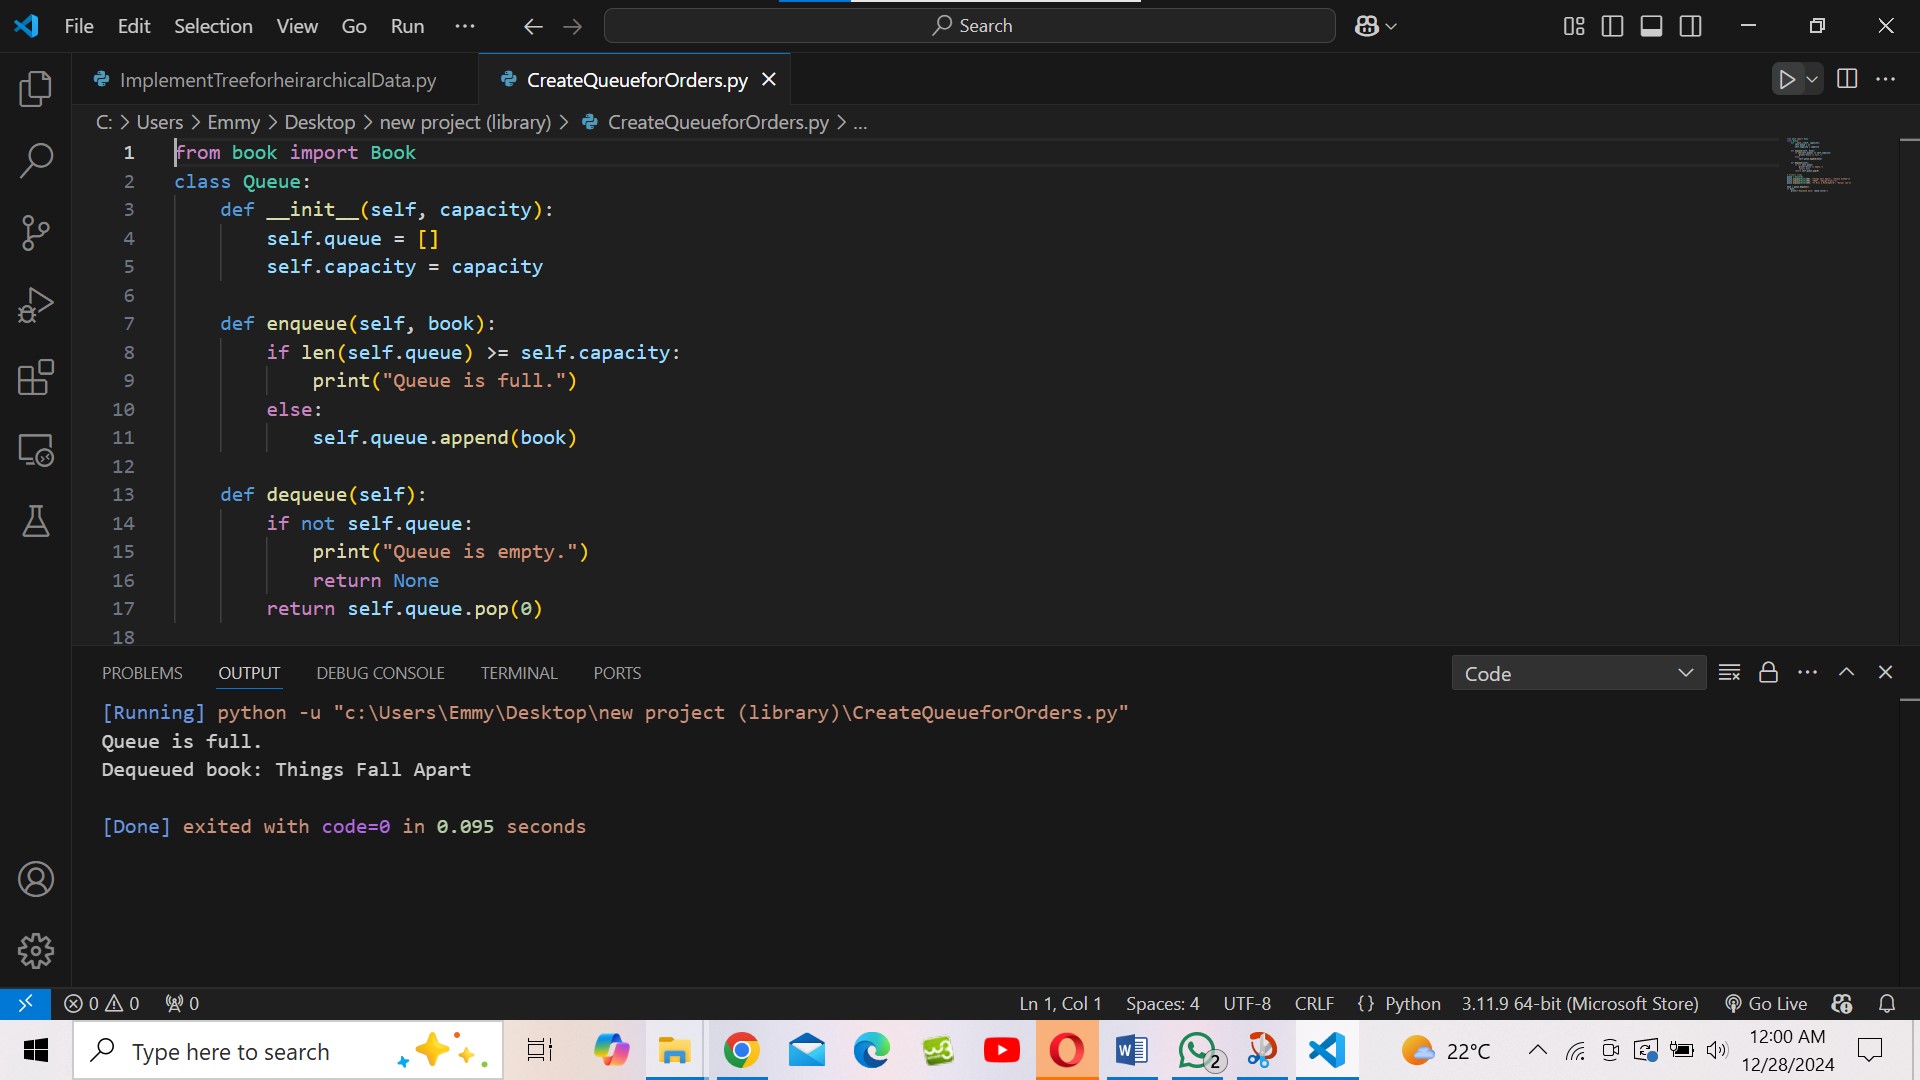 File Edit Selection View Go Run ··· Search
ImplementTreeforheirarchicalData.py CreateQueueforOrders.py
C: > Users > Emmy > Desktop > new project (library) > CreateQueueforOrders.py > ...
1 from book import Book
2 class Queue:
3 def __init__(self, capacity):
4 self.queue = []
5 self.capacity = capacity
6
7 def enqueue(self, book):
8 if len(self.queue) >= self.capacity:
9 print("Queue is full.")
10 else:
11 self.queue.append(book)
12
13 def dequeue(self):
14 if not self.queue:
15 print("Queue is empty.")
16 return None
17 return self.queue.pop(0)
18
PROBLEMS OUTPUT DEBUG CONSOLE TERMINAL PORTS Code
[Running] python -u "c:\Users\Emmy\Desktop\new project (library)\CreateQueueforOrders.py"
Queue is full.
Dequeued book: Things Fall Apart
[Done] exited with code=0 in 0.095 seconds
0 0 0 Ln 1, Col 1 Spaces: 4 UTF-8 CRLF {} Python 3.11.9 64-bit (Microsoft Store) Go Live
Type here to search w3 W 2 22°C 12:00 AM
12/28/2024